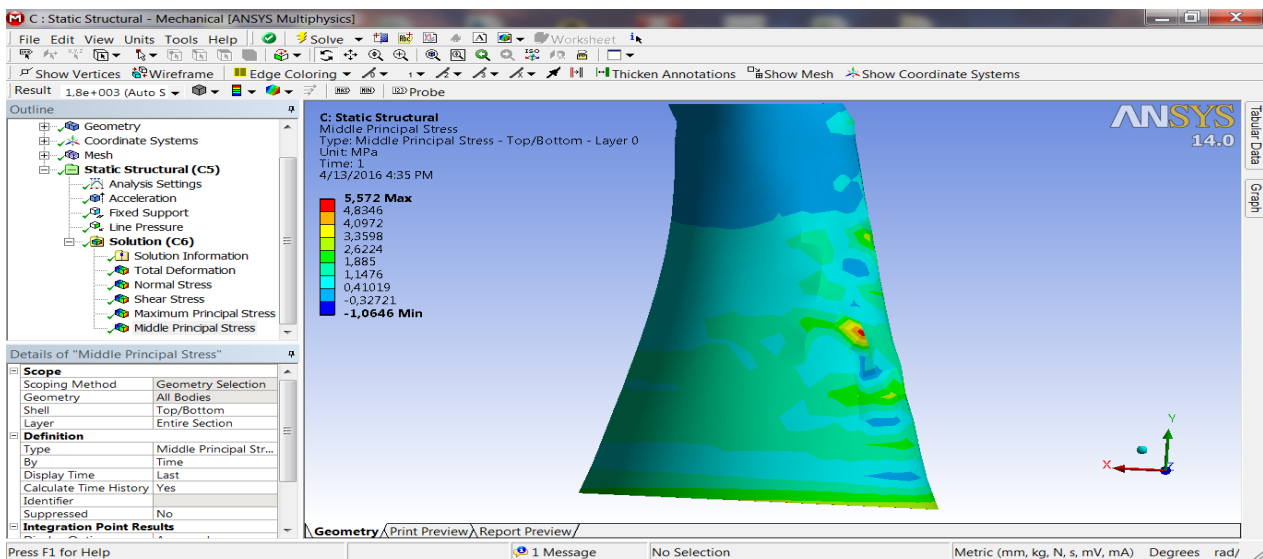 C : Static Structural - Mechanical [ANSYS Multiphysics]
File Edit View Units Tools Help Solve Worksheet
Show Vertices Wireframe Edge Coloring Thicken Annotations Show Mesh Show Coordinate Systems
Result 1,8e+003 (Auto S Probe
Outline
Geometry
Coordinate Systems
Mesh
Static Structural (C5)
Analysis Settings
Acceleration
Fixed Support
Line Pressure
Solution (C6)
Solution Information
Total Deformation
Normal Stress
Shear Stress
Maximum Principal Stress
Middle Principal Stress
Details of "Middle Principal Stress"
Scope
Scoping Method Geometry Selection
Geometry All Bodies
Shell Top/Bottom
Layer Entire Section
Definition
Type Middle Principal Str...
By Time
Display Time Last
Calculate Time History Yes
Identifier
Suppressed No
Integration Point Results
C: Static Structural
Middle Principal Stress
Type: Middle Principal Stress - Top/Bottom - Layer 0
Unit: MPa
Time: 1
4/13/2016 4:35 PM
5,572 Max
4,8346
4,0972
3,3598
2,6224
1,885
1,1476
0,41019
-0,32721
-1,0646 Min
ANSYS
14.0
Y
X
Z
Tabular Data
Graph
Geometry Print Preview Report Preview
Press F1 for Help 1 Message No Selection Metric (mm, kg, N, s, mV, mA) Degrees rad/